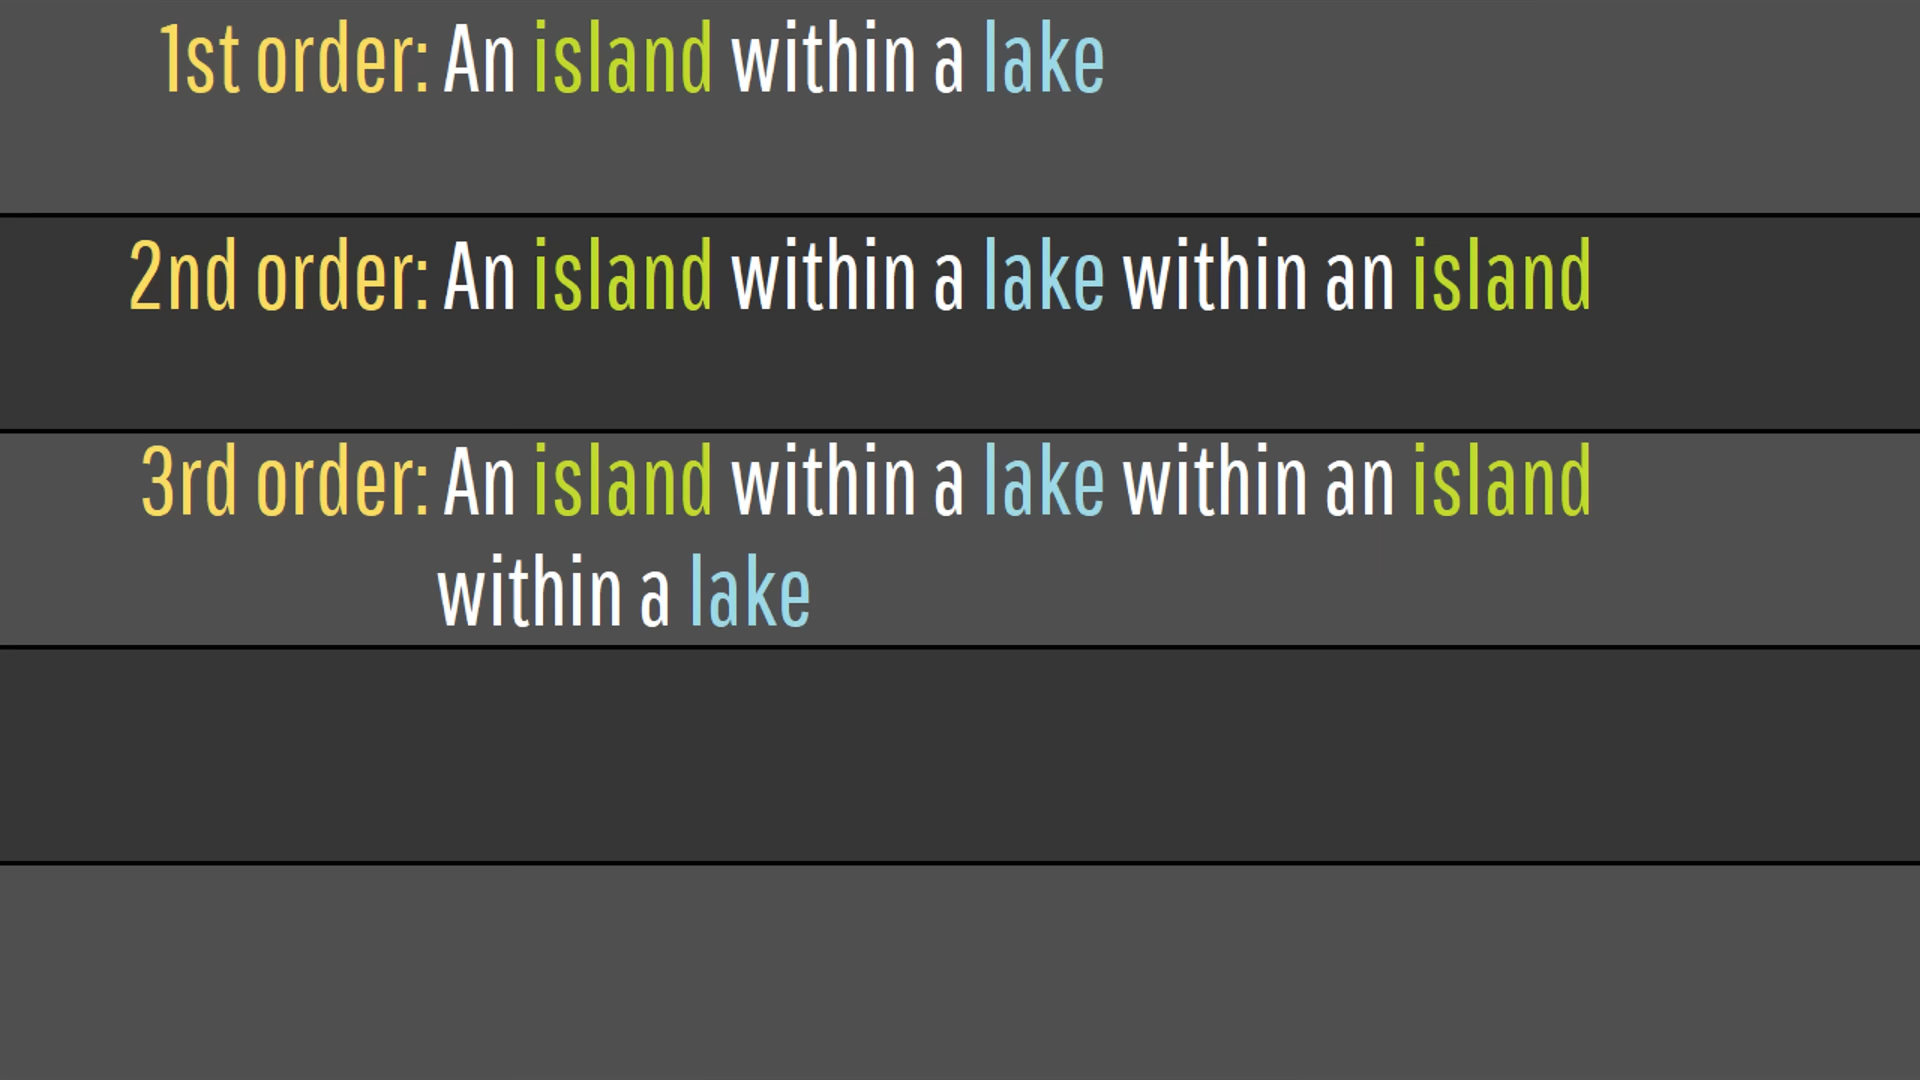 1st order: An island within a lake
2nd order: An island within a lake within an island
3rd order: An island within a lake within an island
within a lake